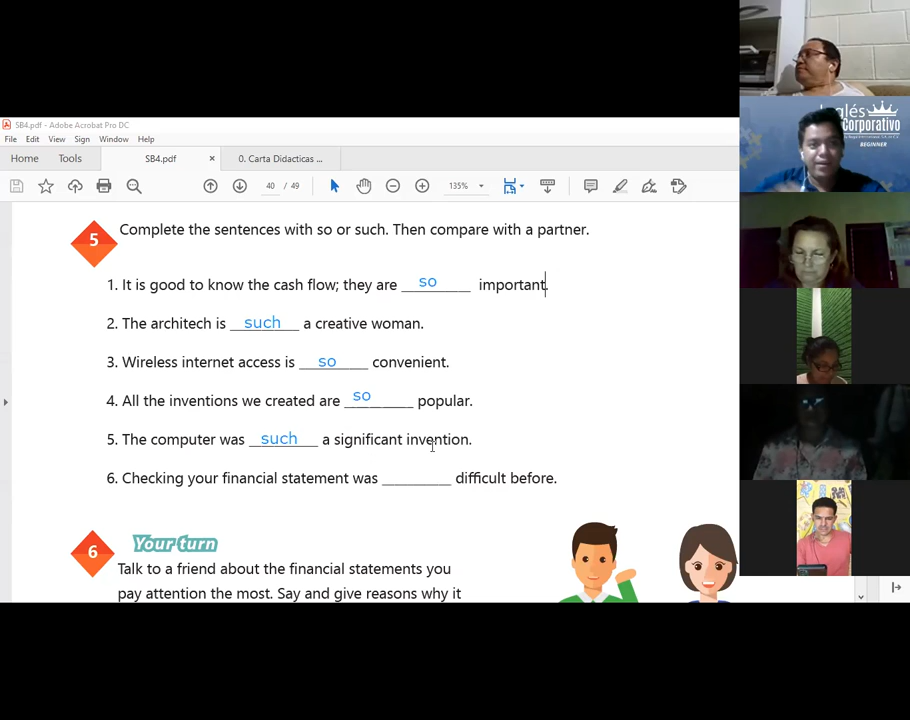 SB4.pdf - Adobe Acrobat Pro DC
File Edit View Sign Window Help
Home Tools SB4.pdf × 0. Carta Didacticas ...
40 / 49 135%
5 Complete the sentences with so or such. Then compare with a partner.
1. It is good to know the cash flow; they are so important.
2. The architech is such a creative woman.
3. Wireless internet access is so convenient.
4. All the inventions we created are so popular.
5. The computer was such a significant invention.
6. Checking your financial statement was ________ difficult before.
6 Your turn
Talk to a friend about the financial statements you
pay attention the most. Say and give reasons why it
Inglés
Corporativo
BEGINNER